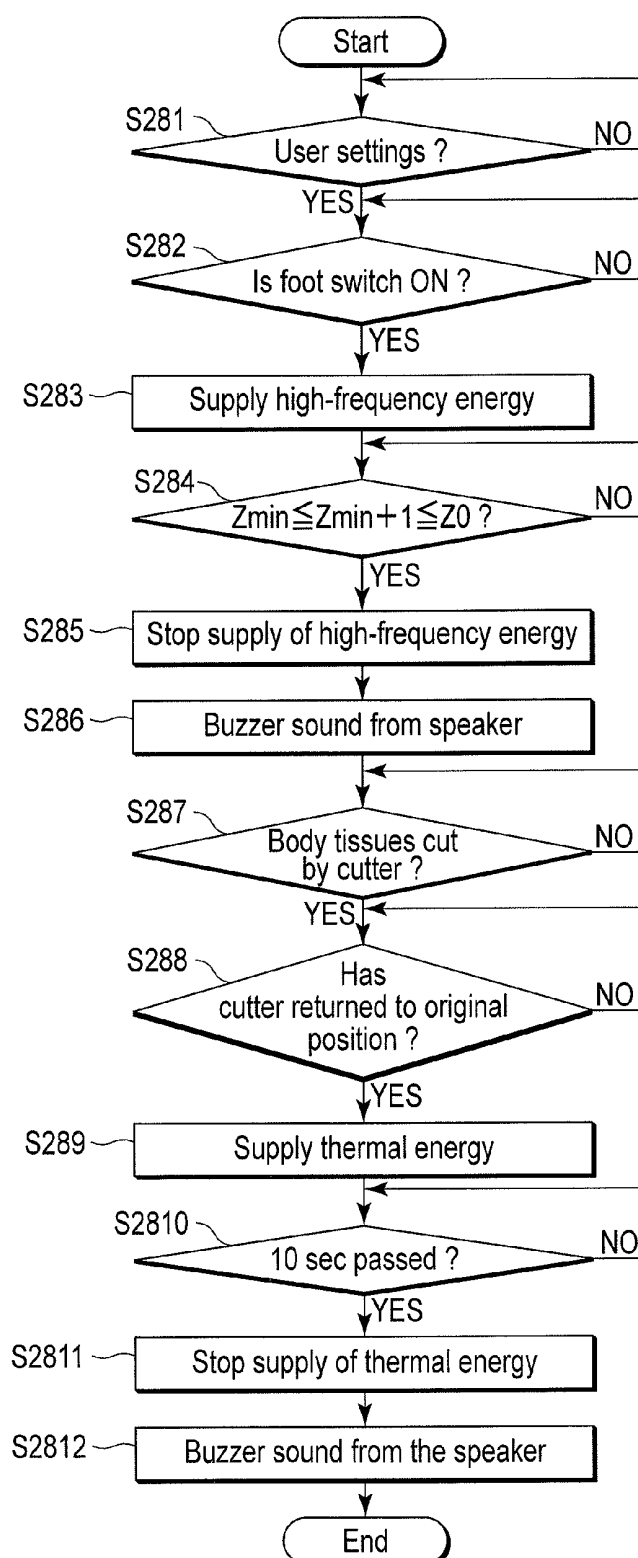 Start
S281
User settings ?
NO
YES
S282
Is foot switch ON ?
NO
YES
S283
Supply high-frequency energy
S284
Zmin≦Zmin+1≦Z0 ?
NO
YES
S285
Stop supply of high-frequency energy
S286
Buzzer sound from speaker
S287
Body tissues cut
by cutter ?
NO
YES
S288
Has
cutter returned to original
position ?
NO
YES
S289
Supply thermal energy
S2810
10 sec passed ?
NO
YES
S2811
Stop supply of thermal energy
S2812
Buzzer sound from the speaker
End